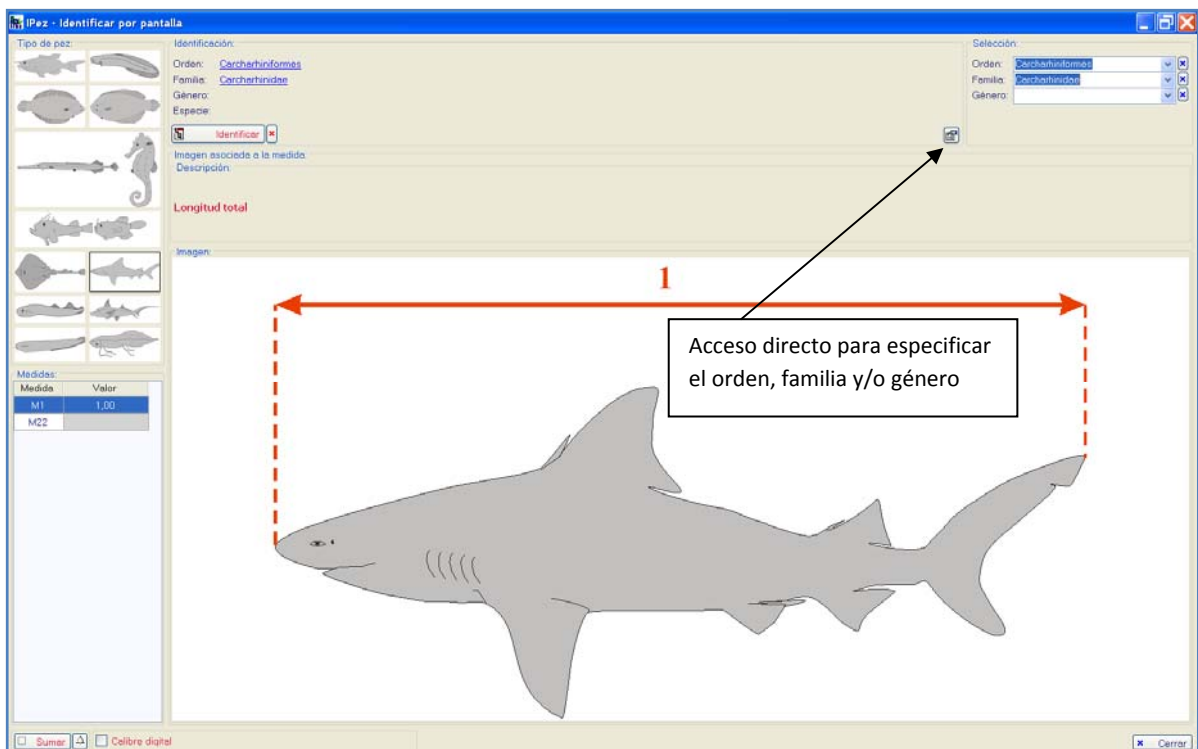 IPez - Identificar por pantalla
Tipo de pez:
Identificación:
Orden: Carcharhiniformes
Familia: Carcharhinidae
Género:
Especie:
Identificar
Selección:
Orden: Carcharhiniformes
Familia: Carcharhinidae
Género:
Imagen asociada a la medida:
Descripción:
Longitud total
Imagen:
1
Acceso directo para especificar
el orden, familia y/o género
Medidas:
Medida Valor
M1 1,00
M22
Sumar Calibre digital
Cerrar